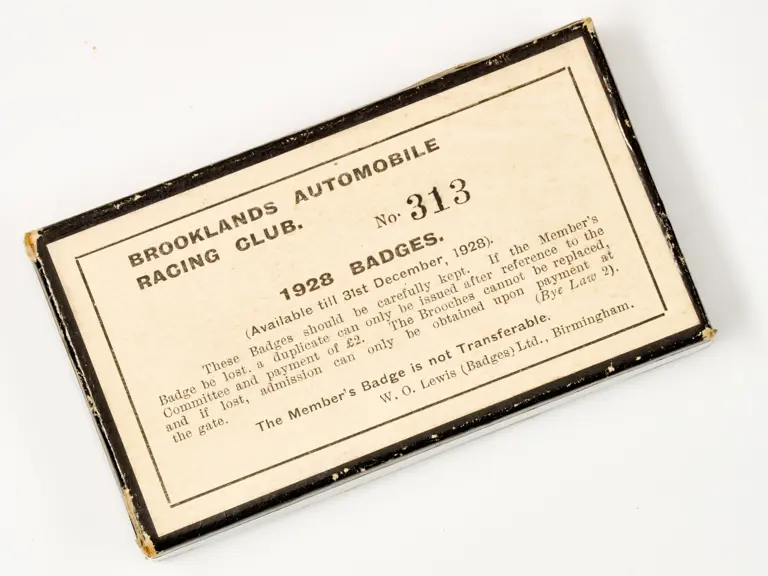 BROOKLANDS AUTOMOBILE
RACING CLUB.
No. 313
1928 BADGES.
(Available till 31st December, 1928).
These Badges should be carefully kept. If the Member's
Badge be lost, a duplicate can only be issued after reference to the
Committee and payment of £2. The Brooches cannot be replaced,
and if lost, admission can only be obtained upon payment at
the gate. (Bye Law 2).
The Member's Badge is not Transferable.
W. O. Lewis (Badges) Ltd., Birmingham.